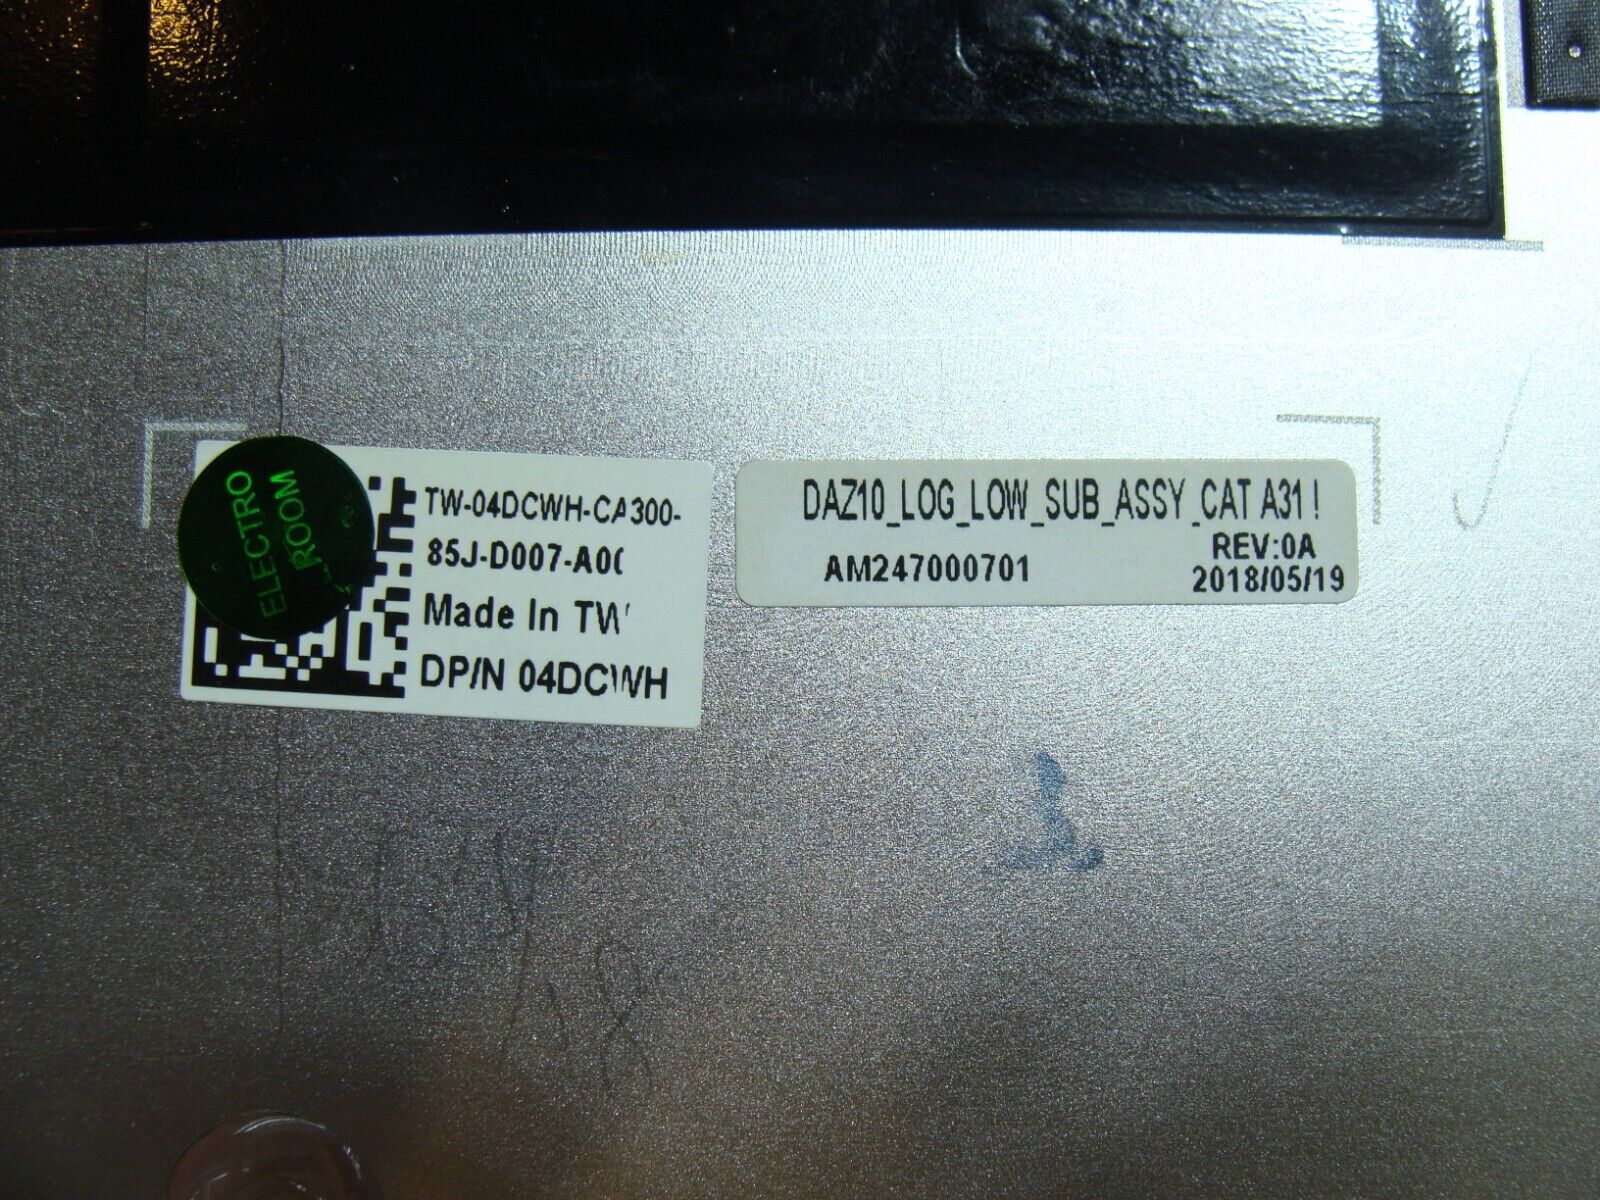 ELECTRO
ROOM
TW-04DCWH-CA300-
85J-D007-A00
Made In TW
DP/N 04DCWH
DAZ10_LOG_LOW_SUB_ASSY_CAT A31 !
AM247000701
REV:0A
2018/05/19